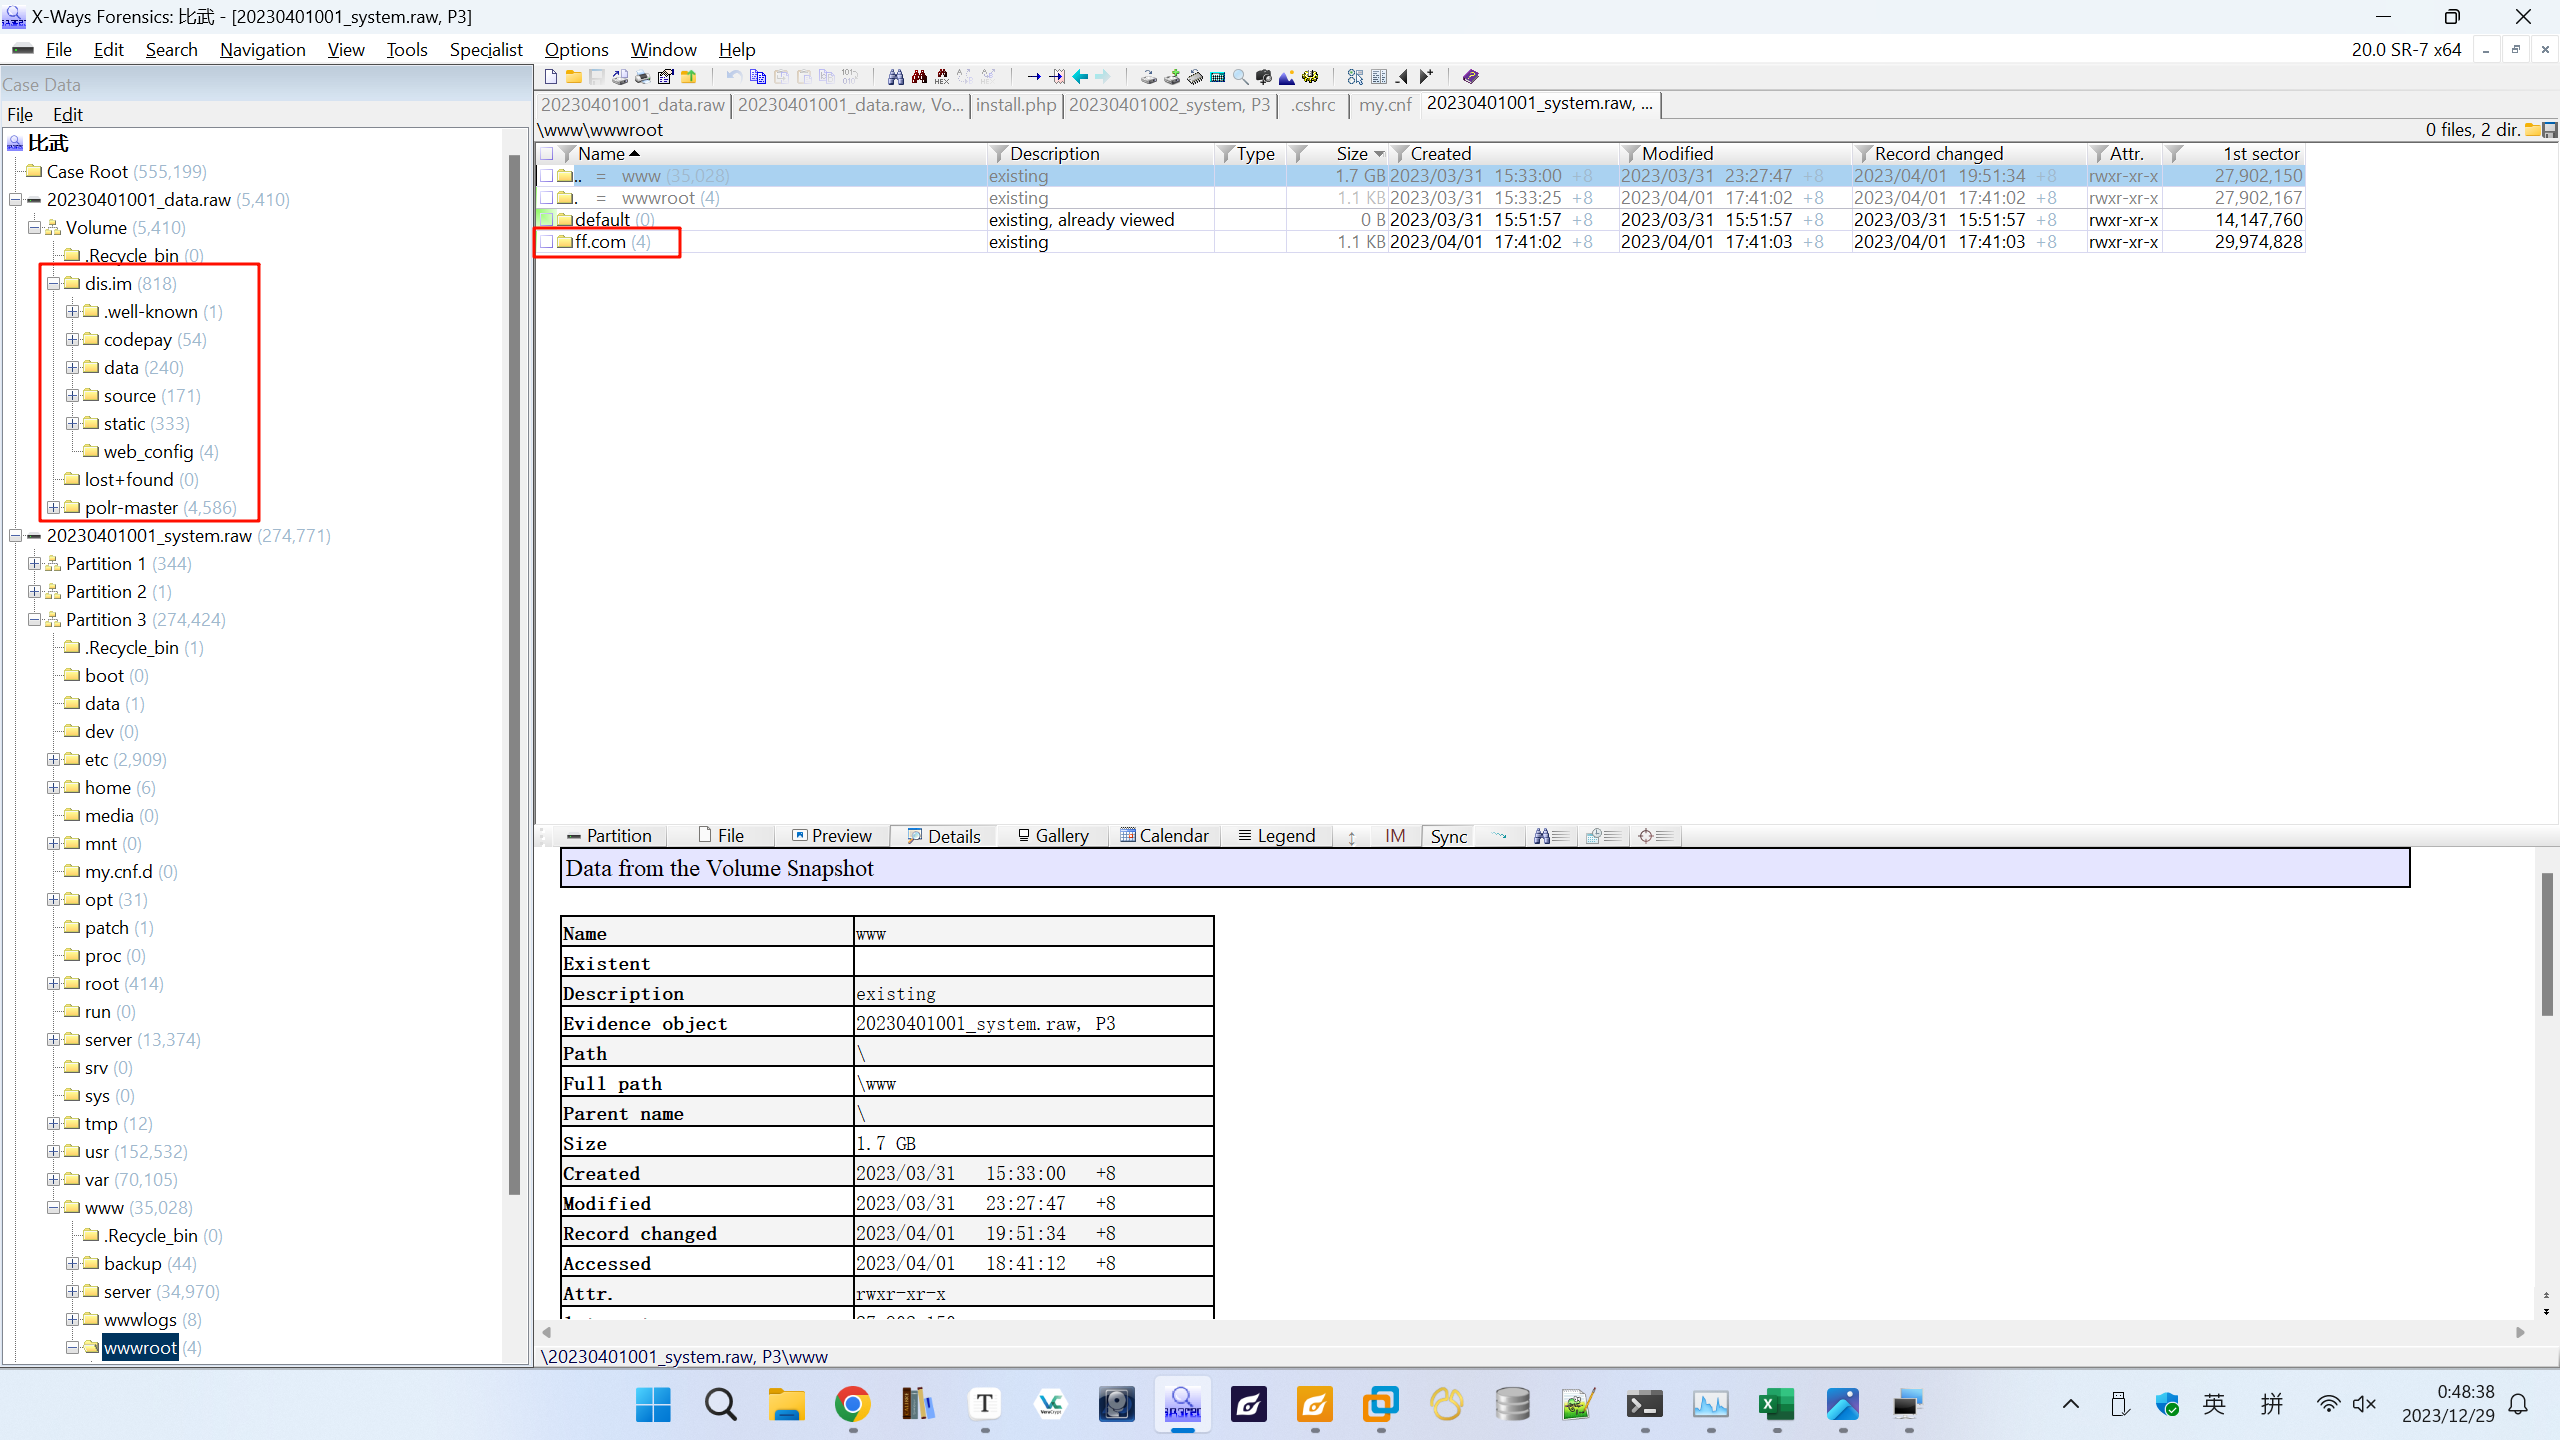 X-Ways Forensics: 比武 - [20230401001_system.raw, P3]
File Edit Search Navigation View Tools Specialist Options Window Help 20.0 SR-7 x64
Case Data
File Edit
比武
Case Root (555,199)
20230401001_data.raw (5,410)
Volume (5,410)
.Recycle_bin (0)
dis.im (818)
.well-known (1)
codepay (54)
data (240)
source (171)
static (333)
web_config (4)
lost+found (0)
polr-master (4,586)
20230401001_system.raw (274,771)
Partition 1 (344)
Partition 2 (1)
Partition 3 (274,424)
.Recycle_bin (1)
boot (0)
data (1)
dev (0)
etc (2,909)
home (6)
media (0)
mnt (0)
my.cnf.d (0)
opt (31)
patch (1)
proc (0)
root (414)
run (0)
server (13,374)
srv (0)
sys (0)
tmp (12)
usr (152,532)
var (70,105)
www (35,028)
.Recycle_bin (0)
backup (44)
server (34,970)
wwwlogs (8)
wwwroot (4)
20230401001_data.raw 20230401001_data.raw, Vo... install.php 20230401002_system, P3 .cshrc my.cnf 20230401001_system.raw, ...
\www\wwwroot 0 files, 2 dir.
Name Description Type Size Created Modified Record changed Attr. 1st sector
.. = www (35,028) existing 1.7 GB 2023/03/31 15:33:00 +8 2023/03/31 23:27:47 +8 2023/04/01 19:51:34 +8 rwxr-xr-x 27,902,150
. = wwwroot (4) existing 1.1 KB 2023/03/31 15:33:25 +8 2023/04/01 17:41:02 +8 2023/04/01 17:41:02 +8 rwxr-xr-x 27,902,167
default (0) existing, already viewed 0 B 2023/03/31 15:51:57 +8 2023/03/31 15:51:57 +8 2023/03/31 15:51:57 +8 rwxr-xr-x 14,147,760
ff.com (4) existing 1.1 KB 2023/04/01 17:41:02 +8 2023/04/01 17:41:03 +8 2023/04/01 17:41:03 +8 rwxr-xr-x 29,974,828
Partition File Preview Details Gallery Calendar Legend IM Sync
Data from the Volume Snapshot
Name www
Existent
Description existing
Evidence object 20230401001_system.raw, P3
Path \
Full path \www
Parent name \
Size 1.7 GB
Created 2023/03/31 15:33:00 +8
Modified 2023/03/31 23:27:47 +8
Record changed 2023/04/01 19:51:34 +8
Accessed 2023/04/01 18:41:12 +8
Attr. rwxr-xr-x
\20230401001_system.raw, P3\www
英 拼 0:48:38
2023/12/29